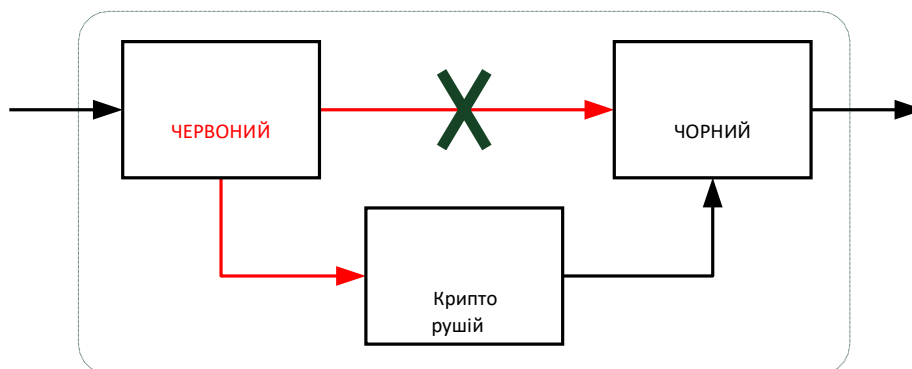 ЧЕРВОНИЙ
ЧОРНИЙ
Крипто
рушій